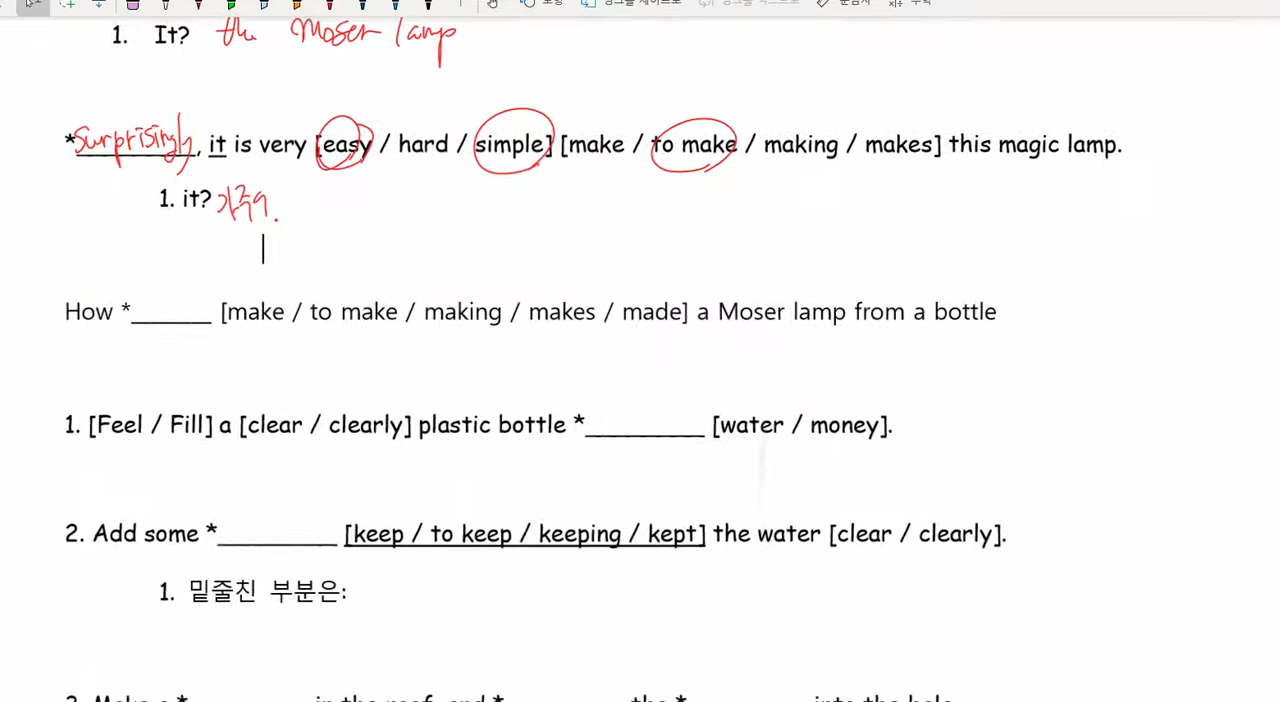 1. It? the Moser lamp
*Surprisingly, it is very [easy / hard / simple] [make / to make / making / makes] this magic lamp.
1. it? 가주어.
How *______ [make / to make / making / makes / made] a Moser lamp from a bottle
1. [Feel / Fill] a [clear / clearly] plastic bottle *_________ [water / money].
2. Add some *_________ [keep / to keep / keeping / kept] the water [clear / clearly].
1. 밑줄친 부분은: